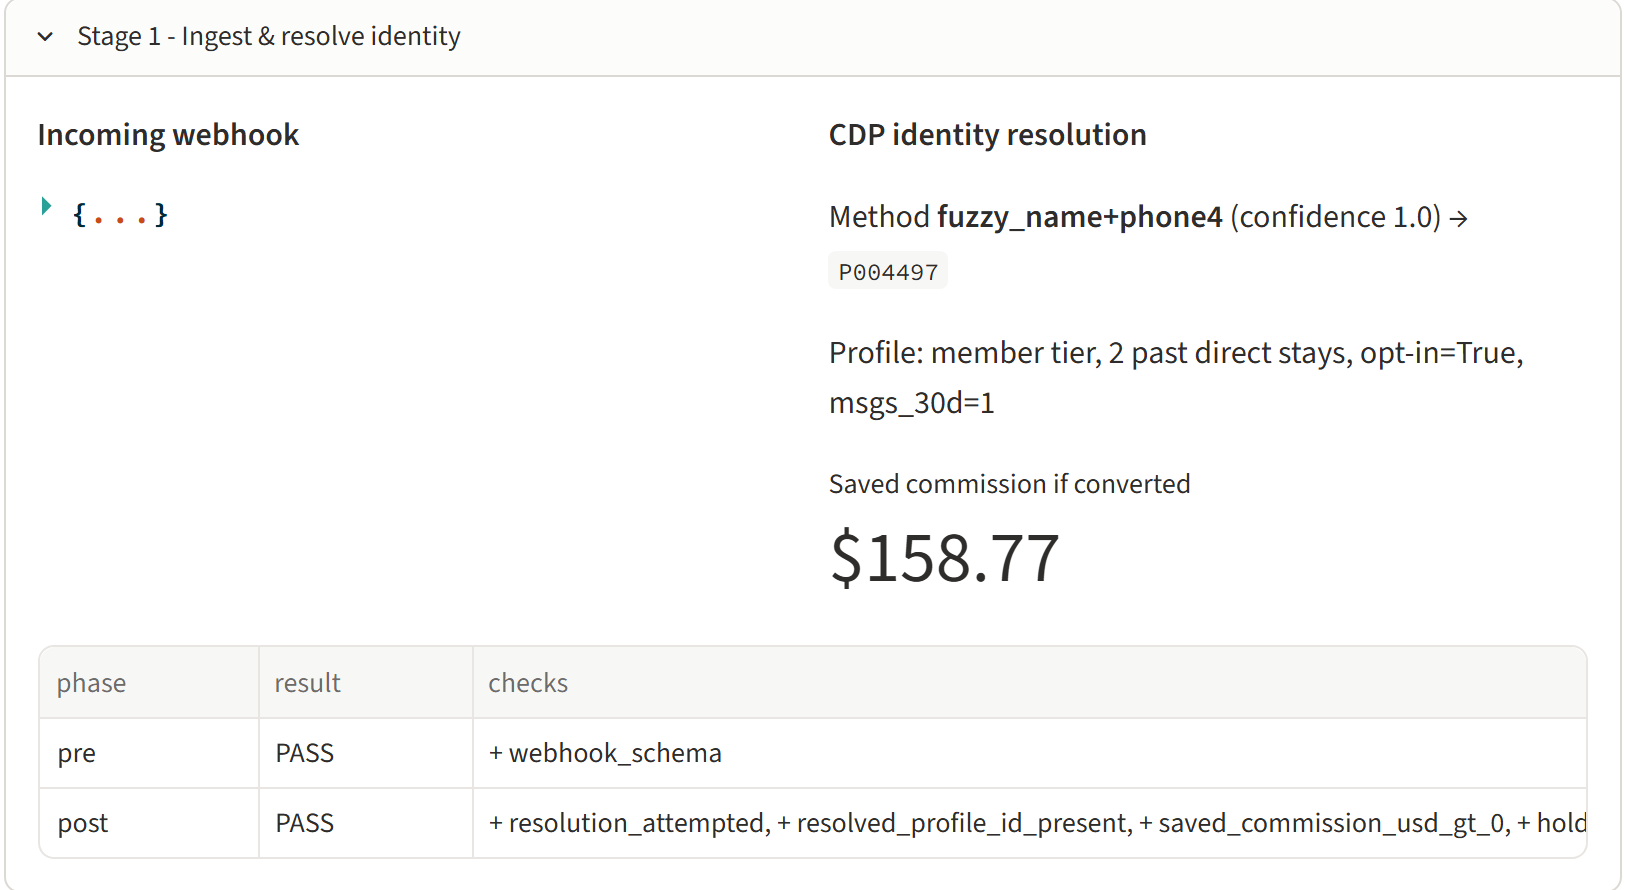 Stage 1 - Ingest & resolve identity
Incoming webhook
{...}
CDP identity resolution
Method fuzzy_name+phone4 (confidence 1.0) →
P004497
Profile: member tier, 2 past direct stays, opt-in=True,
msgs_30d=1
Saved commission if converted
$158.77
phase result checks
pre PASS + webhook_schema
post PASS + resolution_attempted, + resolved_profile_id_present, + saved_commission_usd_gt_0, + hold